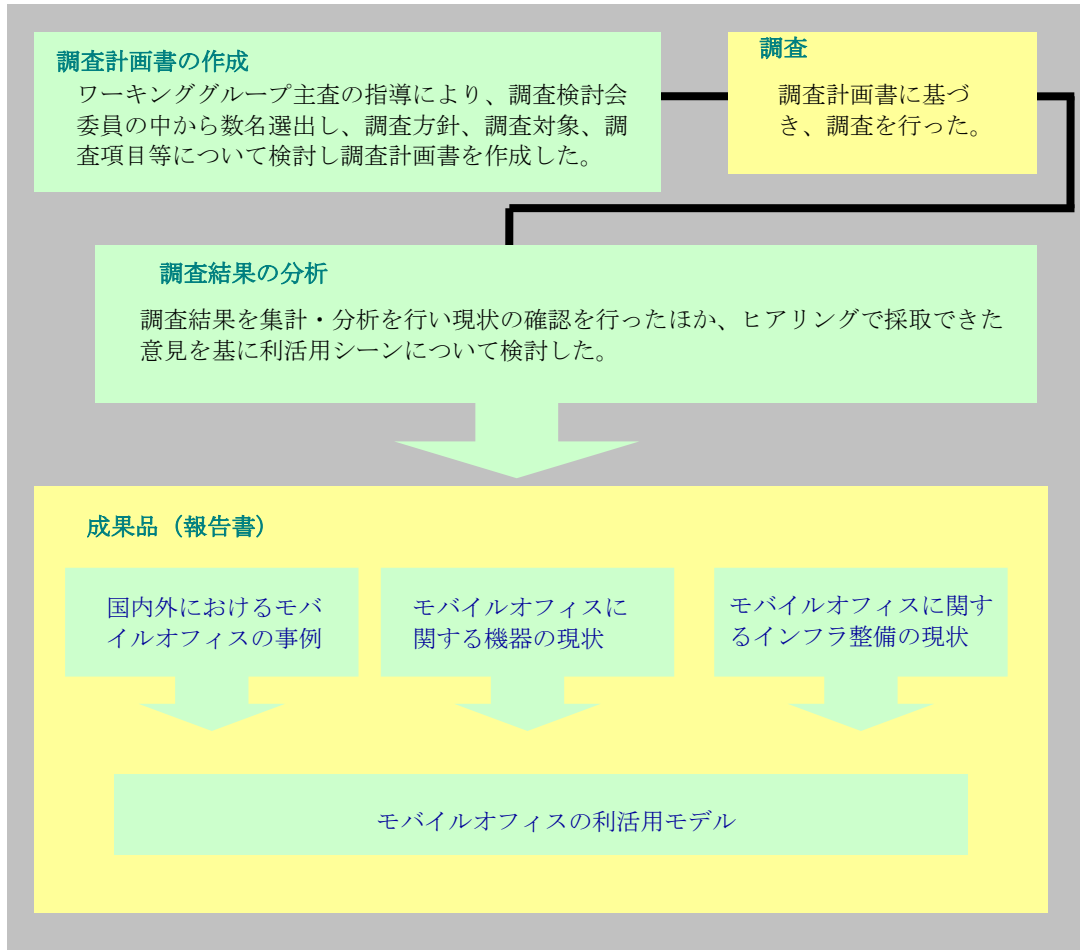 調査計画書の作成
ワーキンググループ主査の指導により、調査検討会
委員の中から数名選出し、調査方針、調査対象、調
査項目等について検討し調査計画書を作成した。
調査
調査計画書に基づ
き、調査を行った。
調査結果の分析
調査結果を集計・分析を行い現状の確認を行ったほか、ヒアリングで採取できた
意見を基に利活用シーンについて検討した。
成果品（報告書）
国内外におけるモバ
イルオフィスの事例
モバイルオフィスに
関する機器の現状
モバイルオフィスに関す
るインフラ整備の現状
モバイルオフィスの利活用モデル